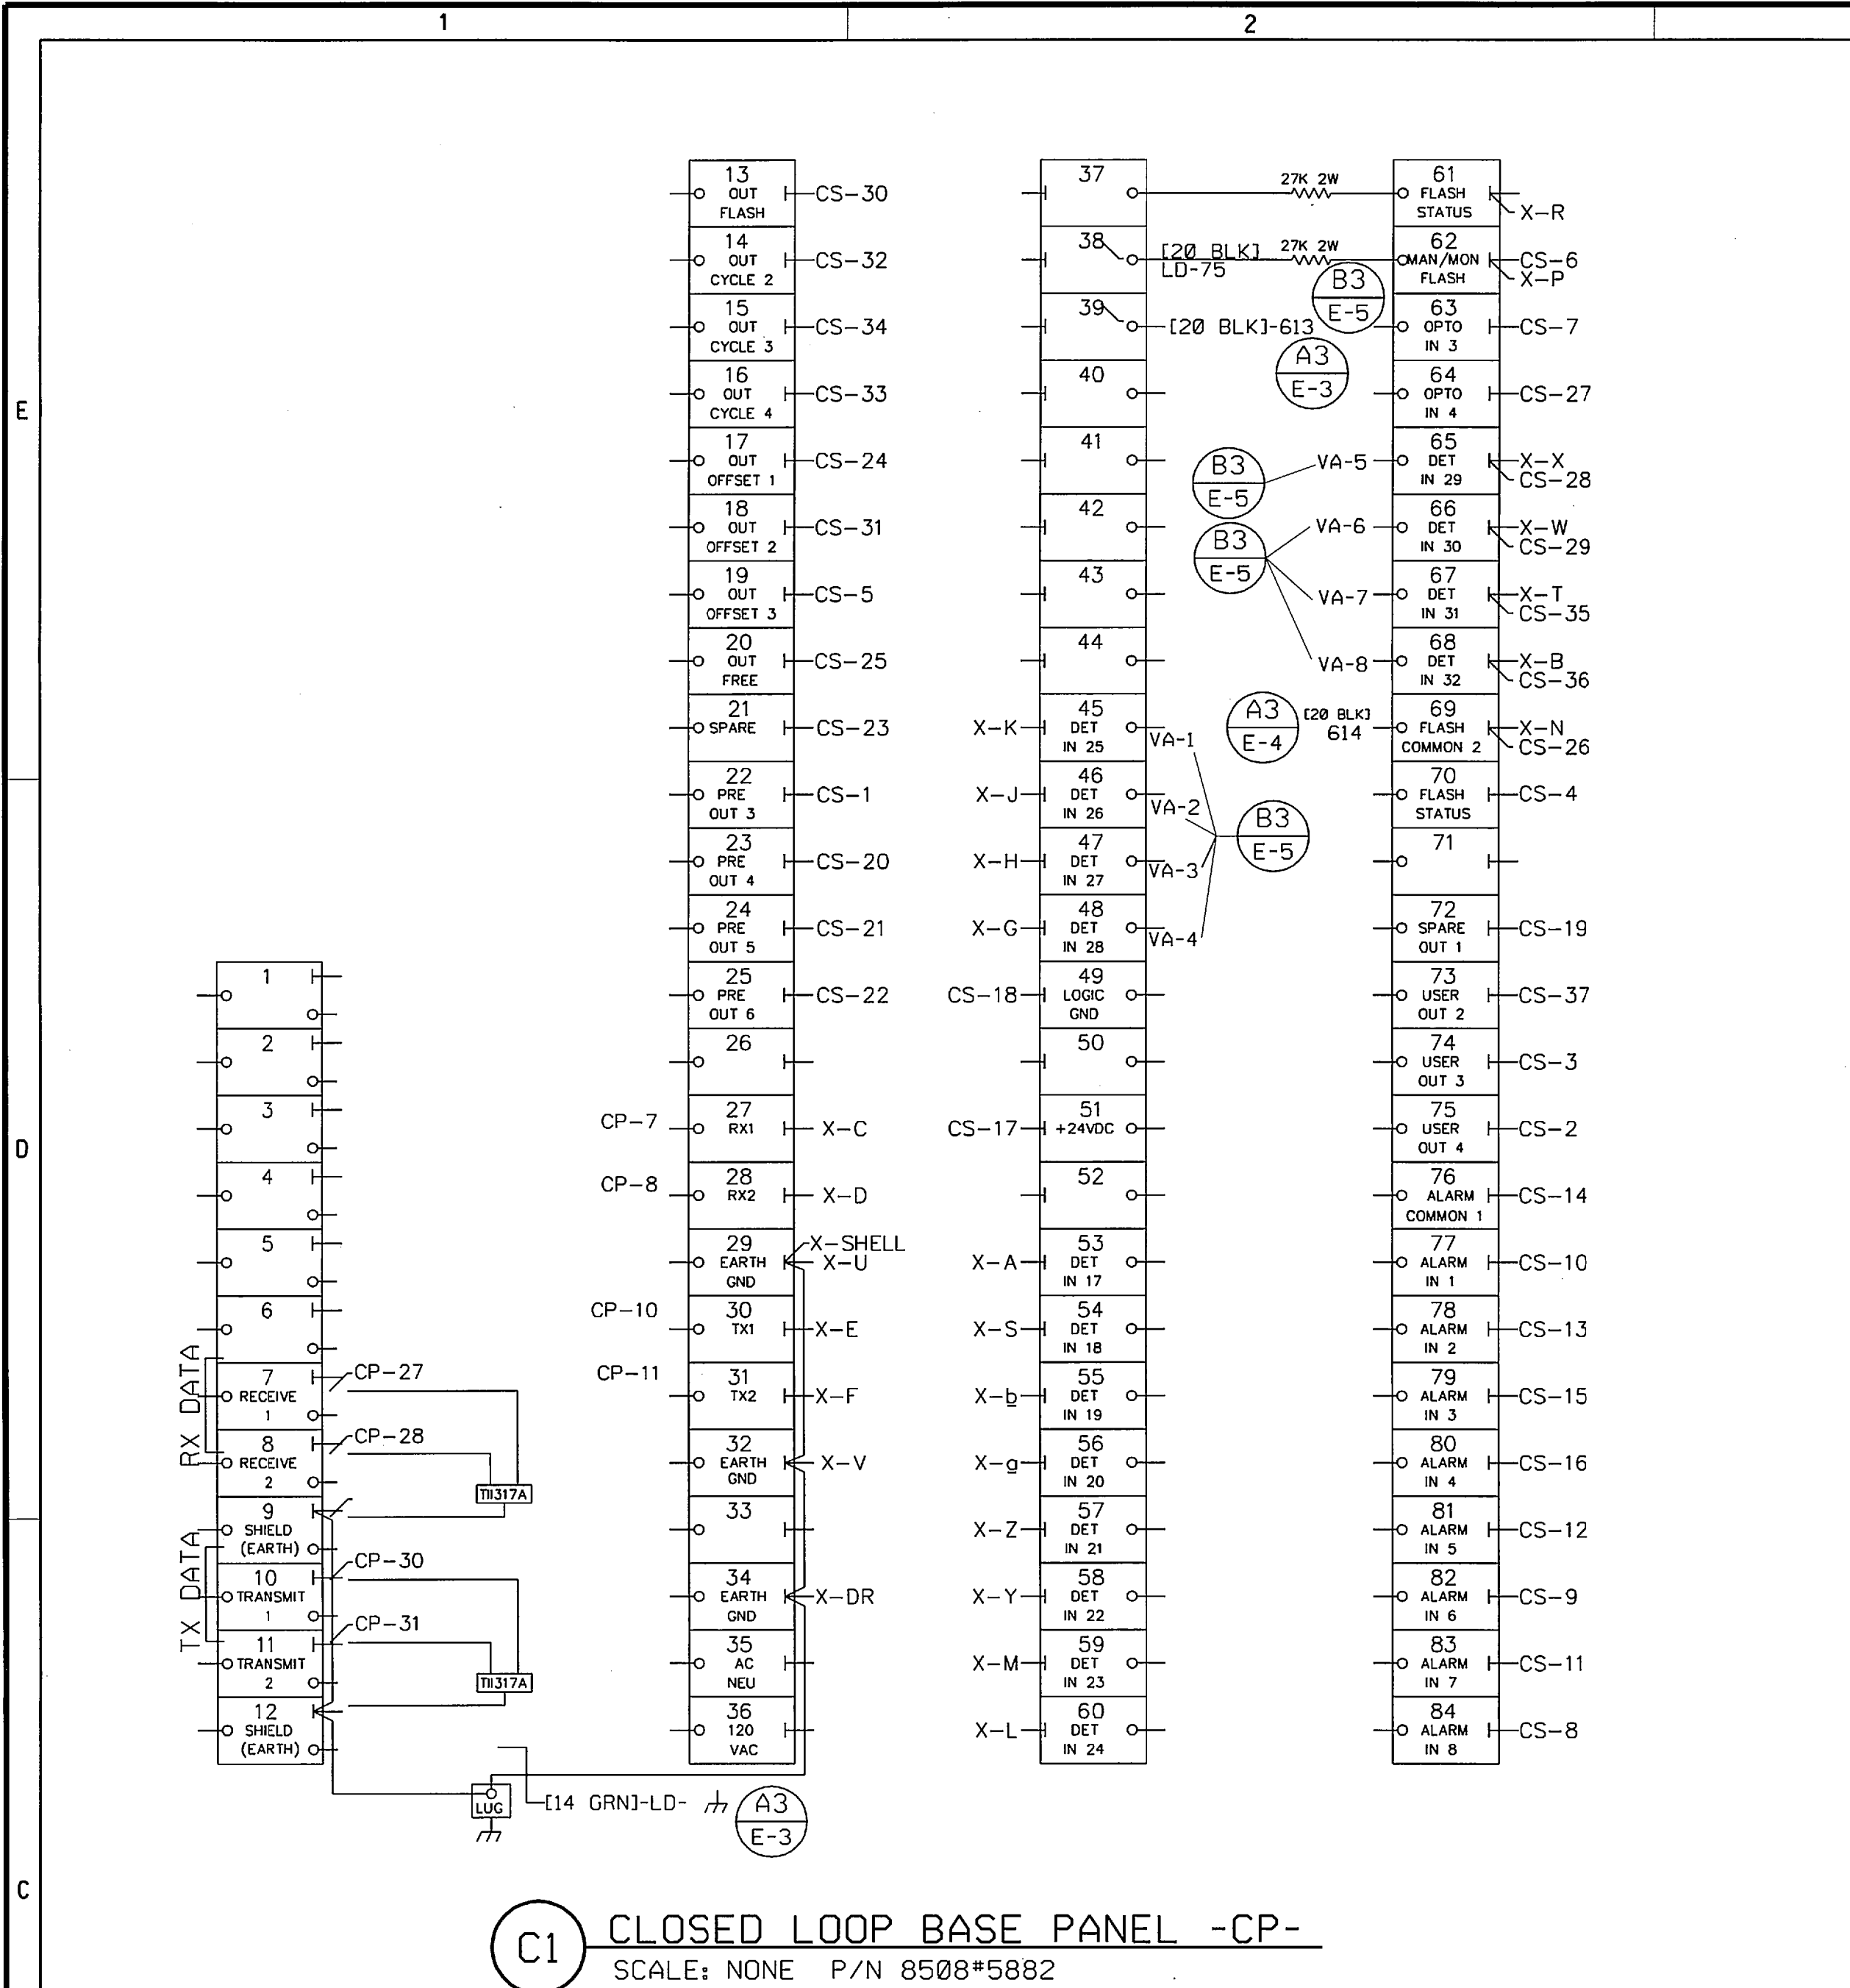 1
2
E
D
C
13
OUT
FLASH
CS-30
14
OUT
CYCLE 2
CS-32
15
OUT
CYCLE 3
CS-34
16
OUT
CYCLE 4
CS-33
17
OUT
OFFSET 1
CS-24
18
OUT
OFFSET 2
CS-31
19
OUT
OFFSET 3
CS-5
20
OUT
FREE
CS-25
21
SPARE
CS-23
22
PRE
OUT 3
CS-1
23
PRE
OUT 4
CS-20
24
PRE
OUT 5
CS-21
25
PRE
OUT 6
CS-22
26
CP-7
27
RX1
X-C
CP-8
28
RX2
X-D
29
EARTH
GND
X-SHELL
X-U
CP-10
30
TX1
X-E
CP-11
31
TX2
X-F
32
EARTH
GND
X-V
33
34
EARTH
GND
X-DR
35
AC
NEU
36
120
VAC
1
2
3
4
5
6
RX DATA
7
RECEIVE
1
CP-27
8
RECEIVE
2
CP-28
TII317A
9
SHIELD
(EARTH)
TX DATA
10
TRANSMIT
1
CP-30
11
TRANSMIT
2
CP-31
TII317A
12
SHIELD
(EARTH)
LUG
[14 GRN]-LD-
A3
E-3
37
27K 2W
38
[20 BLK]
LD-75
27K 2W
B3
E-5
39
[20 BLK]-613
A3
E-3
40
41
42
43
44
X-K
45
DET
IN 25
VA-1
X-J
46
DET
IN 26
VA-2
X-H
47
DET
IN 27
VA-3
X-G
48
DET
IN 28
VA-4
B3
E-5
CS-18
49
LOGIC
GND
50
CS-17
51
+24VDC
52
X-A
53
DET
IN 17
X-S
54
DET
IN 18
X-b
55
DET
IN 19
X-a
56
DET
IN 20
X-Z
57
DET
IN 21
X-Y
58
DET
IN 22
X-M
59
DET
IN 23
X-L
60
DET
IN 24
61
FLASH
STATUS
X-R
62
MAN/MON
FLASH
CS-6
X-P
63
OPTO
IN 3
CS-7
64
OPTO
IN 4
CS-27
B3
E-5
VA-5
65
DET
IN 29
X-X
CS-28
B3
E-5
VA-6
66
DET
IN 30
X-W
CS-29
VA-7
67
DET
IN 31
X-T
CS-35
VA-8
68
DET
IN 32
X-B
CS-36
A3
E-4
[20 BLK]
614
69
FLASH
COMMON 2
X-N
CS-26
70
FLASH
STATUS
CS-4
71
72
SPARE
OUT 1
CS-19
73
USER
OUT 2
CS-37
74
USER
OUT 3
CS-3
75
USER
OUT 4
CS-2
76
ALARM
COMMON 1
CS-14
77
ALARM
IN 1
CS-10
78
ALARM
IN 2
CS-13
79
ALARM
IN 3
CS-15
80
ALARM
IN 4
CS-16
81
ALARM
IN 5
CS-12
82
ALARM
IN 6
CS-9
83
ALARM
IN 7
CS-11
84
ALARM
IN 8
CS-8
C1
CLOSED LOOP BASE PANEL -CP-
SCALE: NONE P/N 8508#5882